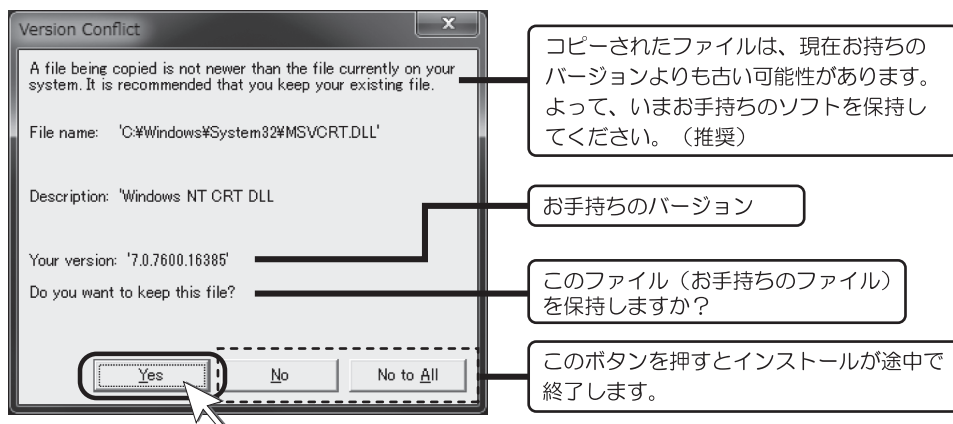 Version Conflict
X
A file being copied is not newer than the file currently on your
system. It is recommended that you keep your existing file.
File name: 'C:¥Windows¥System32¥MSVCRT.DLL'
Description: 'Windows NT CRT DLL
Your version: '7.0.7600.16385'
Do you want to keep this file?
Yes
No
No to All
コピーされたファイルは、現在お持ちの
バージョンよりも古い可能性があります。
よって、いまお手持ちのソフトを保持し
てください。（推奨）
お手持ちのバージョン
このファイル（お手持ちのファイル）
を保持しますか？
このボタンを押すとインストールが途中で
終了します。